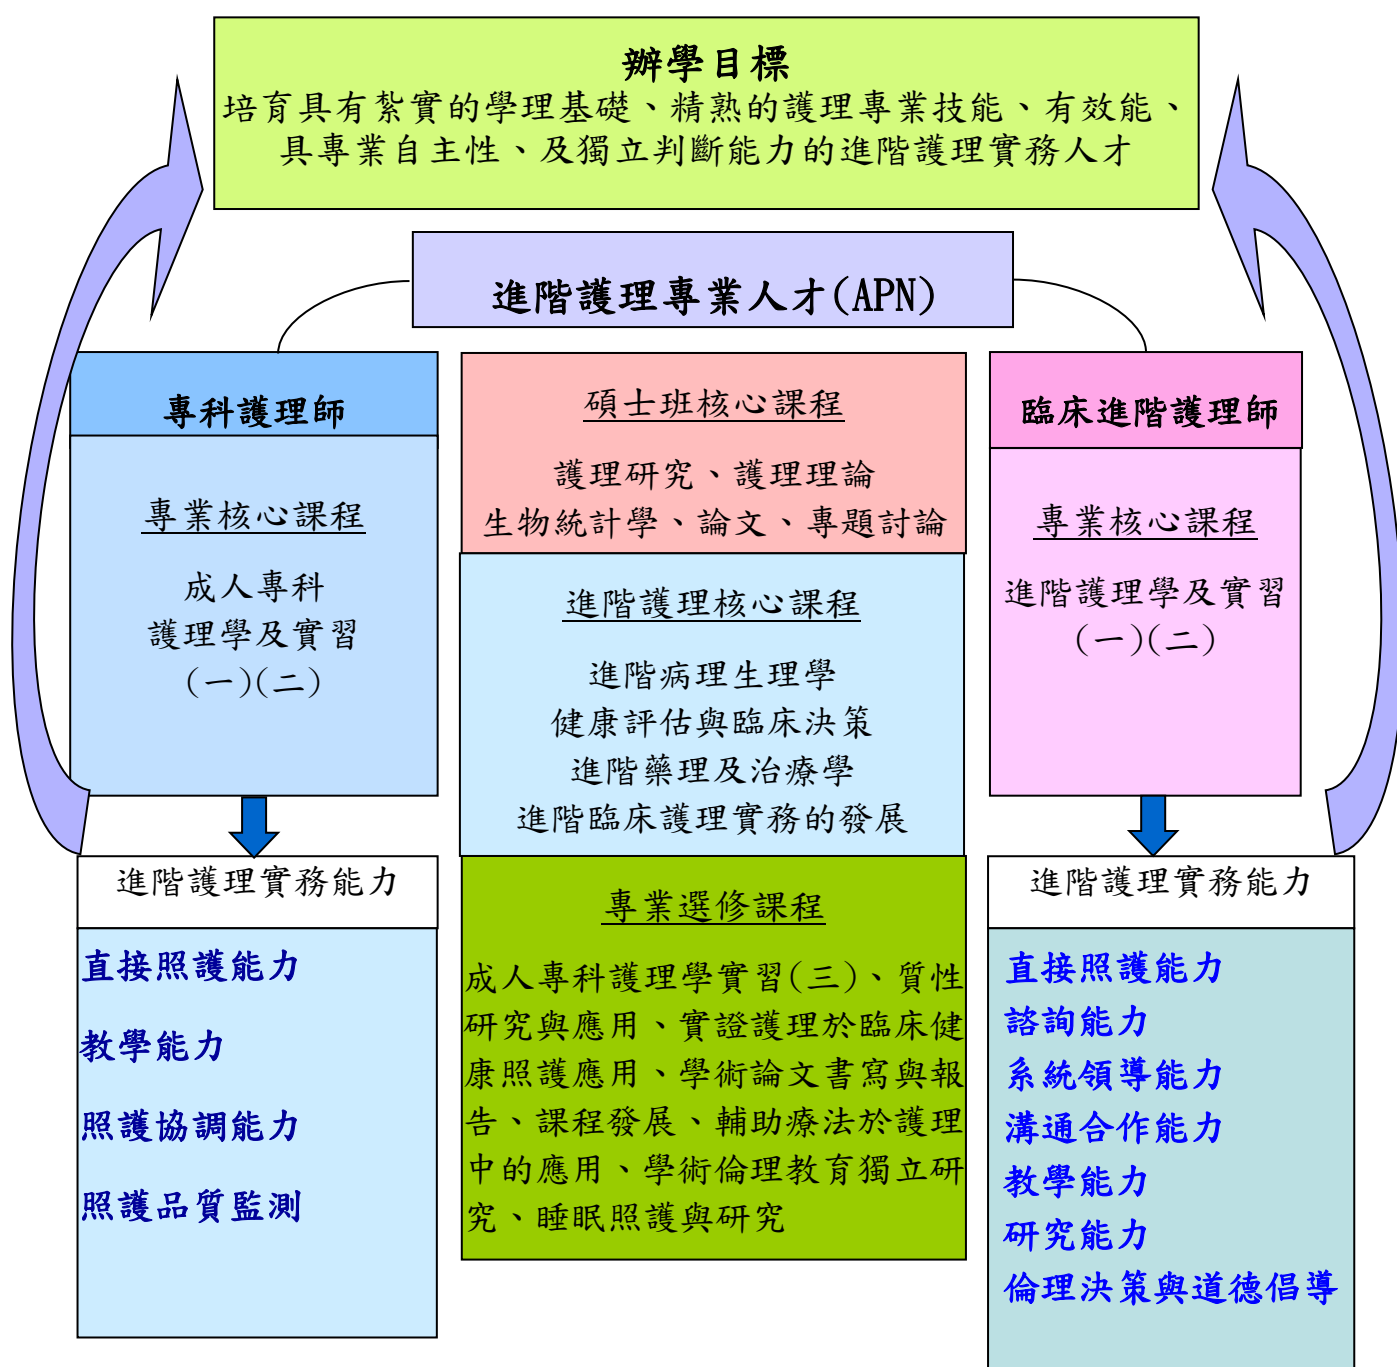 辦學目標
培育具有紮實的學理基礎、精熟的護理專業技能、有效能、
具專業自主性、及獨立判斷能力的進階護理實務人才
進階護理專業人才(APN)
專科護理師
專業核心課程
成人專科
護理學及實習
(一)(二)
進階護理實務能力
直接照護能力
教學能力
照護協調能力
照護品質監測
碩士班核心課程
護理研究、護理理論
生物統計學、論文、專題討論
進階護理核心課程
進階病理生理學
健康評估與臨床決策
進階藥理及治療學
進階臨床護理實務的發展
專業選修課程
成人專科護理學實習(三)、質性
研究與應用、實證護理於臨床健
康照護應用、學術論文書寫與報
告、課程發展、輔助療法於護理
中的應用、學術倫理教育獨立研
究、睡眠照護與研究
臨床進階護理師
專業核心課程
進階護理學及實習
(一)(二)
進階護理實務能力
直接照護能力
諮詢能力
系統領導能力
溝通合作能力
教學能力
研究能力
倫理決策與道德倡導